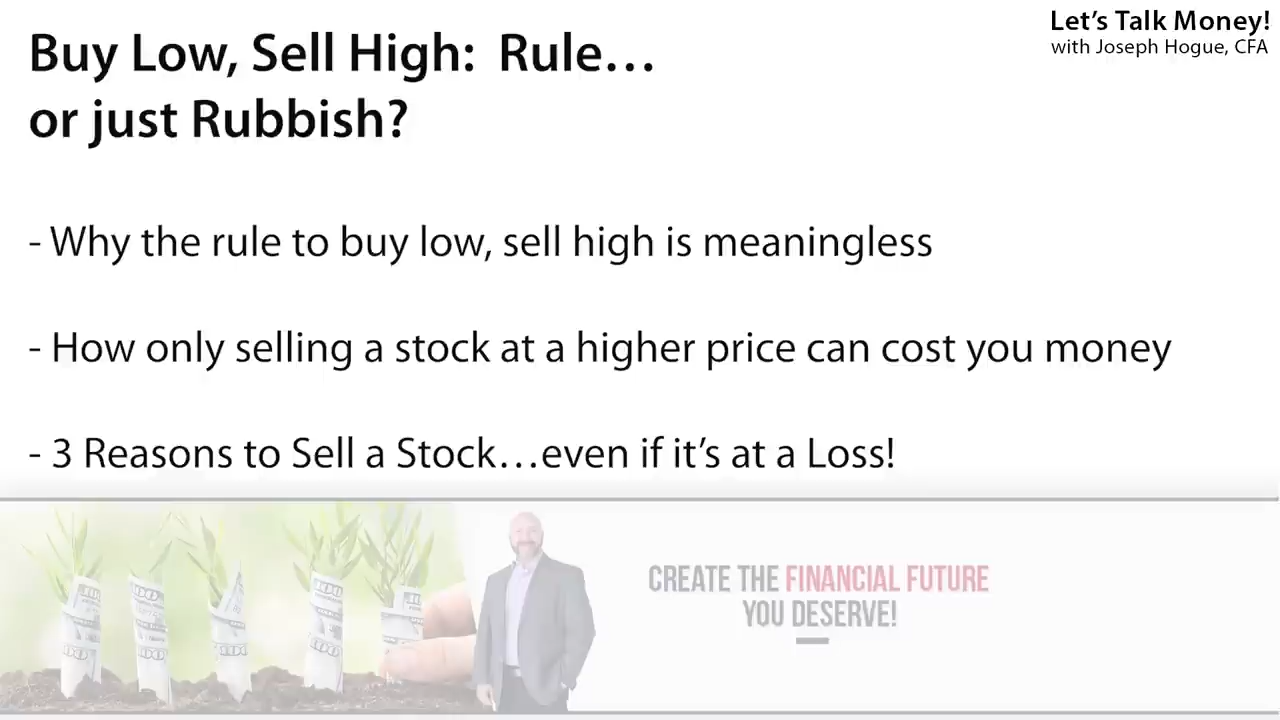 Let's Talk Money!
with Joseph Hogue, CFA
Buy Low, Sell High: Rule...
or just Rubbish?
- Why the rule to buy low, sell high is meaningless
- How only selling a stock at a higher price can cost you money
- 3 Reasons to Sell a Stock...even if it's at a Loss!
CREATE THE FINANCIAL FUTURE
YOU DESERVE!